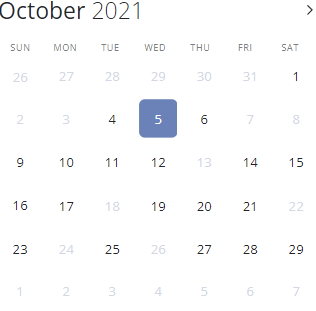 October 2021
SUN MON TUE WED THU FRI SAT
26 27 28 29 30 31 1
2 3 4 5 6 7 8
9 10 11 12 13 14 15
16 17 18 19 20 21 22
23 24 25 26 27 28 29
1 2 3 4 5 6 7